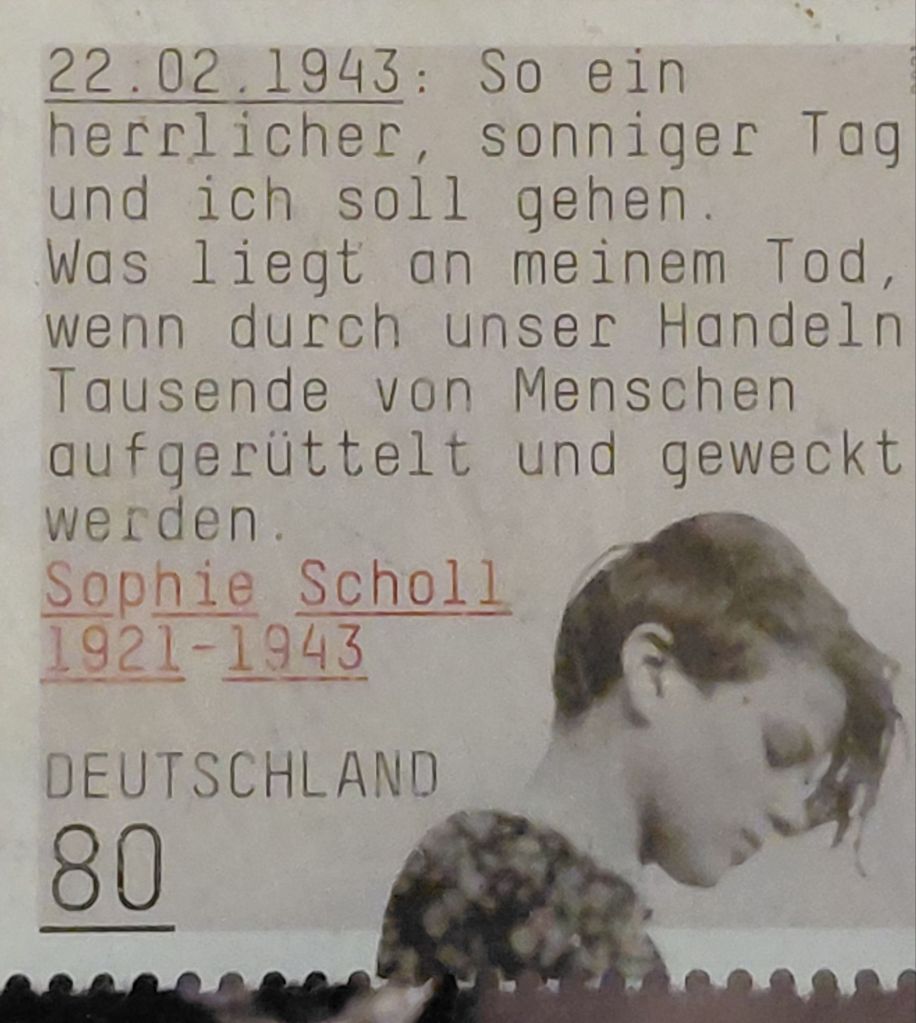 22.02.1943: So ein
herrlicher, sonniger Tag
und ich soll gehen.
Was liegt an meinem Tod,
wenn durch unser Handeln
Tausende von Menschen
aufgerüttelt und geweckt
werden.
Sophie Scholl
1921-1943
DEUTSCHLAND
80